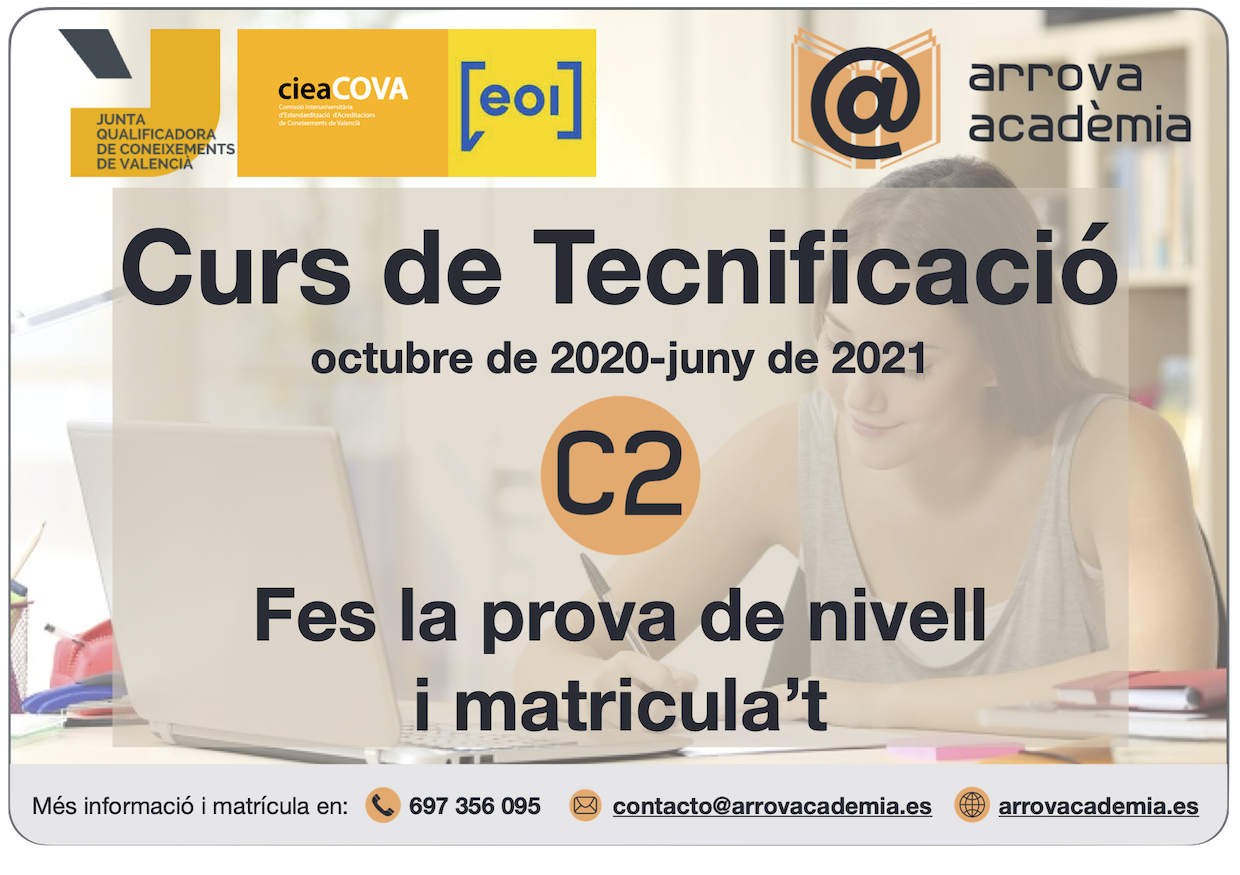 JUNTA
QUALIFICADORA
DE CONEIXEMENTS
DE VALENCIÀ
cieaCOVA
Comissió Interuniversitària
d'Estandardització d'Acreditacions
de Coneixements de Valencià
[eoi]
@
arrova
acadèmia
Curs de Tecnificació
octubre de 2020-juny de 2021
C2
Fes la prova de nivell
i matricula’t
Més informació i matrícula en: 697 356 095 contacto@arrovacademia.es arrovacademia.es